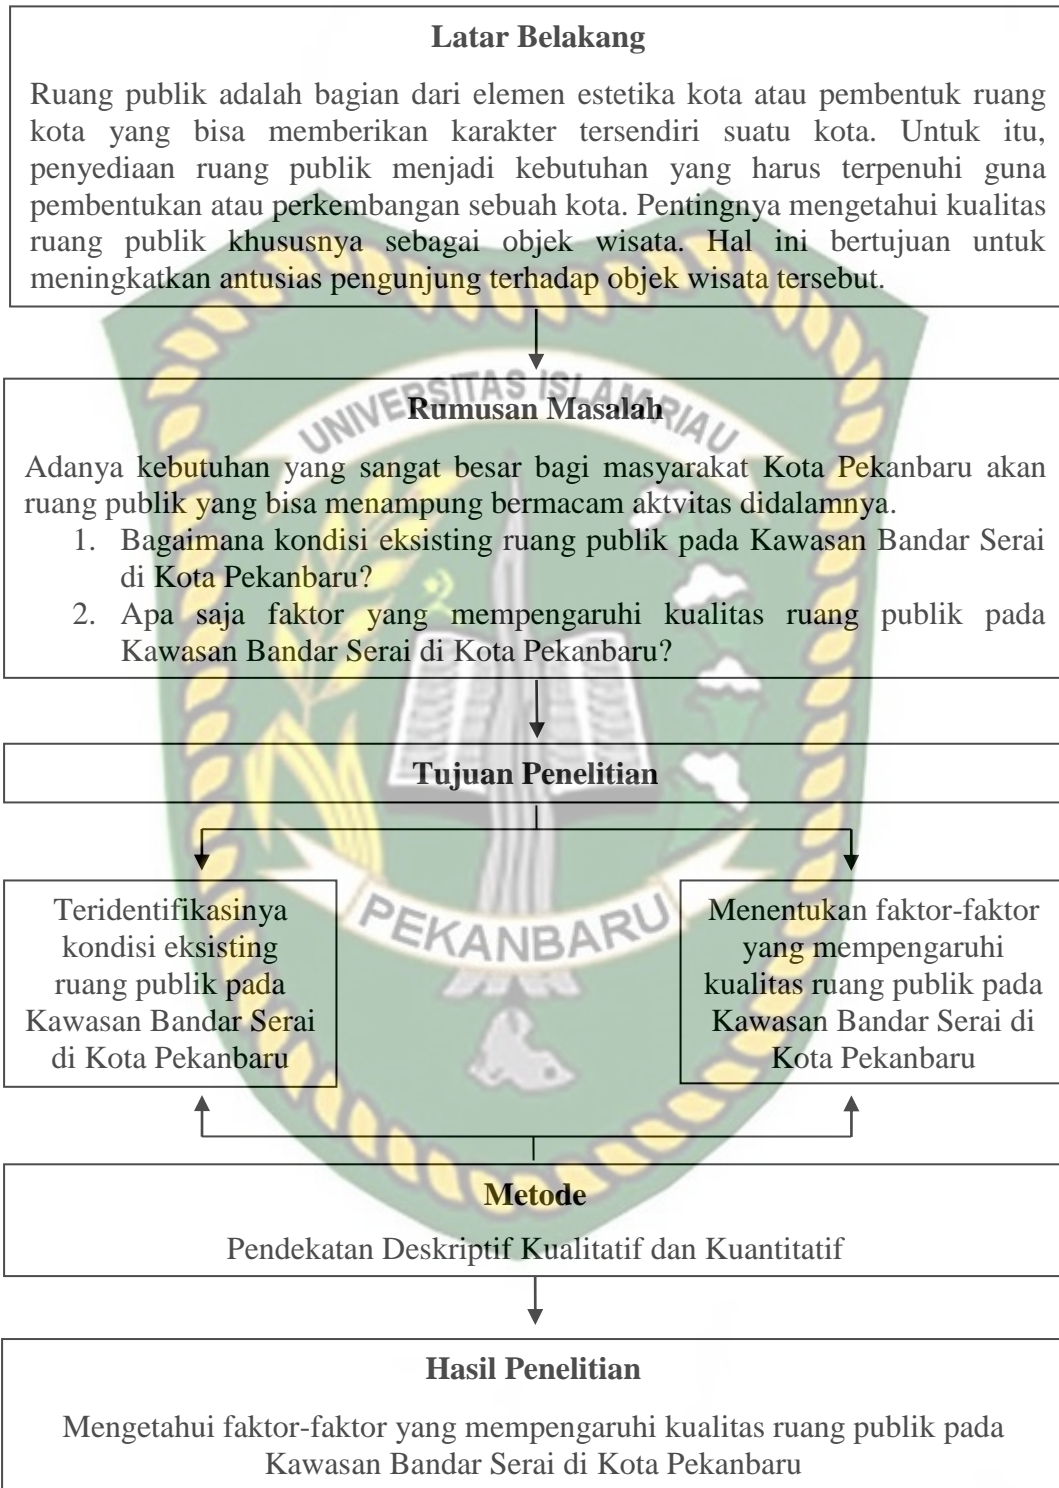 Latar Belakang
Ruang publik adalah bagian dari elemen estetika kota atau pembentuk ruang
kota yang bisa memberikan karakter tersendiri suatu kota. Untuk itu,
penyediaan ruang publik menjadi kebutuhan yang harus terpenuhi guna
pembentukan atau perkembangan sebuah kota. Pentingnya mengetahui kualitas
ruang publik khususnya sebagai objek wisata. Hal ini bertujuan untuk
meningkatkan antusias pengunjung terhadap objek wisata tersebut.
UNIVERSITAS ISLAM RIAU
Rumusan Masalah
Adanya kebutuhan yang sangat besar bagi masyarakat Kota Pekanbaru akan
ruang publik yang bisa menampung bermacam aktvitas didalamnya.
1. Bagaimana kondisi eksisting ruang publik pada Kawasan Bandar Serai
di Kota Pekanbaru?
2. Apa saja faktor yang mempengaruhi kualitas ruang publik pada
Kawasan Bandar Serai di Kota Pekanbaru?
Tujuan Penelitian
Teridentifikasinya
kondisi eksisting
ruang publik pada
Kawasan Bandar Serai
di Kota Pekanbaru
PEKANBARU
Menentukan faktor-faktor
yang mempengaruhi
kualitas ruang publik pada
Kawasan Bandar Serai di
Kota Pekanbaru
Metode
Pendekatan Deskriptif Kualitatif dan Kuantitatif
Hasil Penelitian
Mengetahui faktor-faktor yang mempengaruhi kualitas ruang publik pada
Kawasan Bandar Serai di Kota Pekanbaru